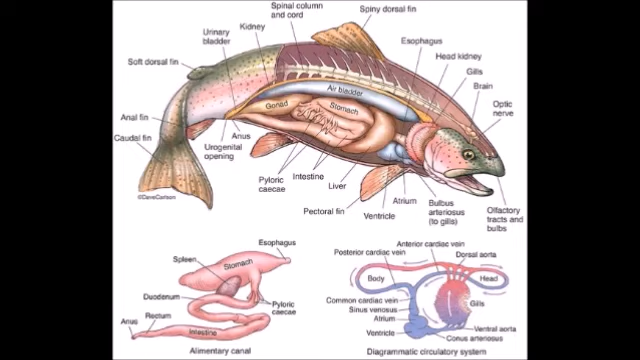 Spinal column
and cord
Spiny dorsal fin
Urinary
bladder
Kidney
Esophagus
Head kidney
Soft dorsal fin
Gills
Brain
Optic
nerve
Air bladder
Gonad
Stomach
Anal fin
Caudal fin
Anus
Urogenital
opening
Pyloric
caecae
Intestine
Liver
Pectoral fin
Ventricle
Atrium
Bulbus
arteriosus
(to gills)
Olfactory
tracts and
bulbs
©DaveCarlson
Esophagus
Spleen
Stomach
Duodenum
Pyloric
caecae
Rectum
Anus
Intestine
Alimentary canal
Anterior cardiac vein
Posterior cardiac vein
Dorsal aorta
Body
Head
Common cardiac vein
Sinus venosus
Atrium
Gills
Ventricle
Ventral aorta
Conus arteriosus
Diagrammatic circulatory system